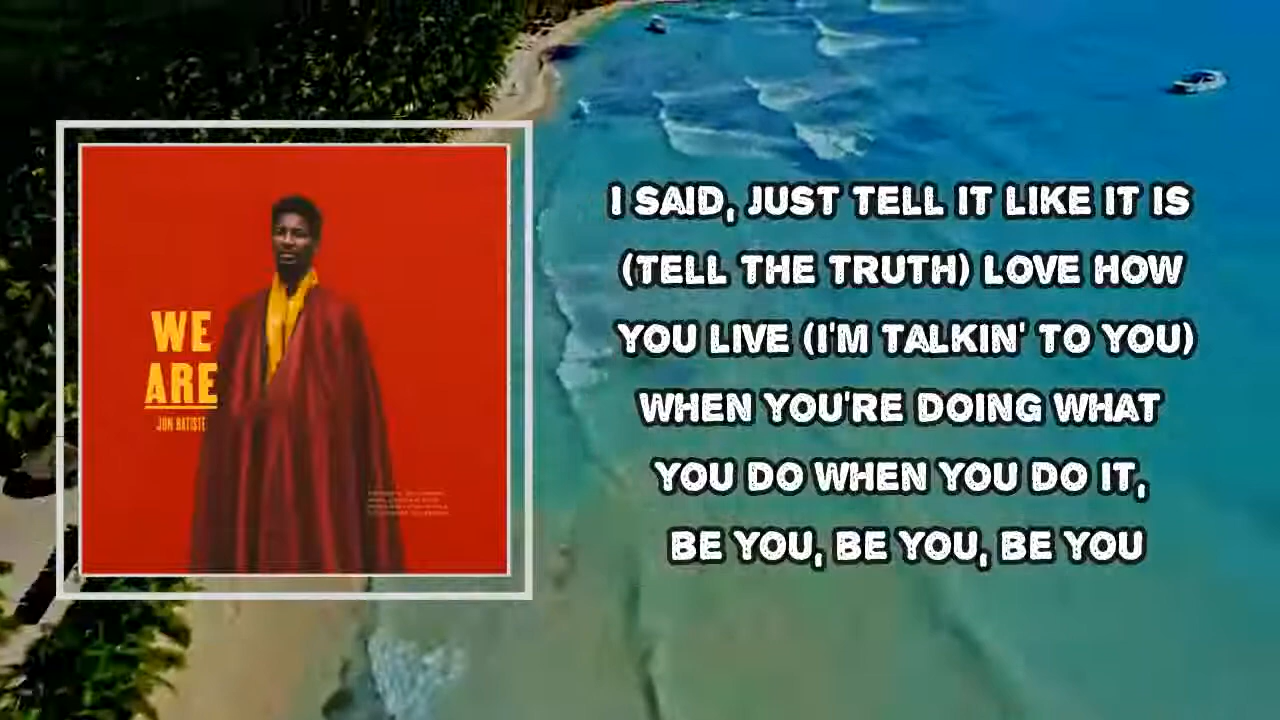 WE
ARE
JON BATISTE
I SAID, JUST TELL IT LIKE IT IS
(TELL THE TRUTH) LOVE HOW
YOU LIVE (I'M TALKIN' TO YOU)
WHEN YOU'RE DOING WHAT
YOU DO WHEN YOU DO IT,
BE YOU, BE YOU, BE YOU